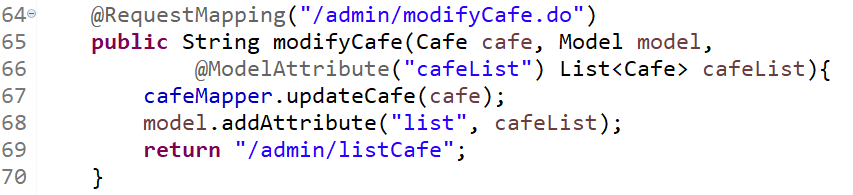 64 @RequestMapping("/admin/modifyCafe.do")
65 public String modifyCafe(Cafe cafe, Model model,
66 @ModelAttribute("cafeList") List<Cafe> cafeList){
67 cafeMapper.updateCafe(cafe);
68 model.addAttribute("list", cafeList);
69 return "/admin/listCafe";
70 }